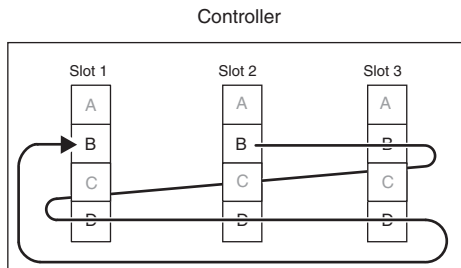 Controller
Slot 1 Slot 2 Slot 3
A A A
B B B
C C C
D D D